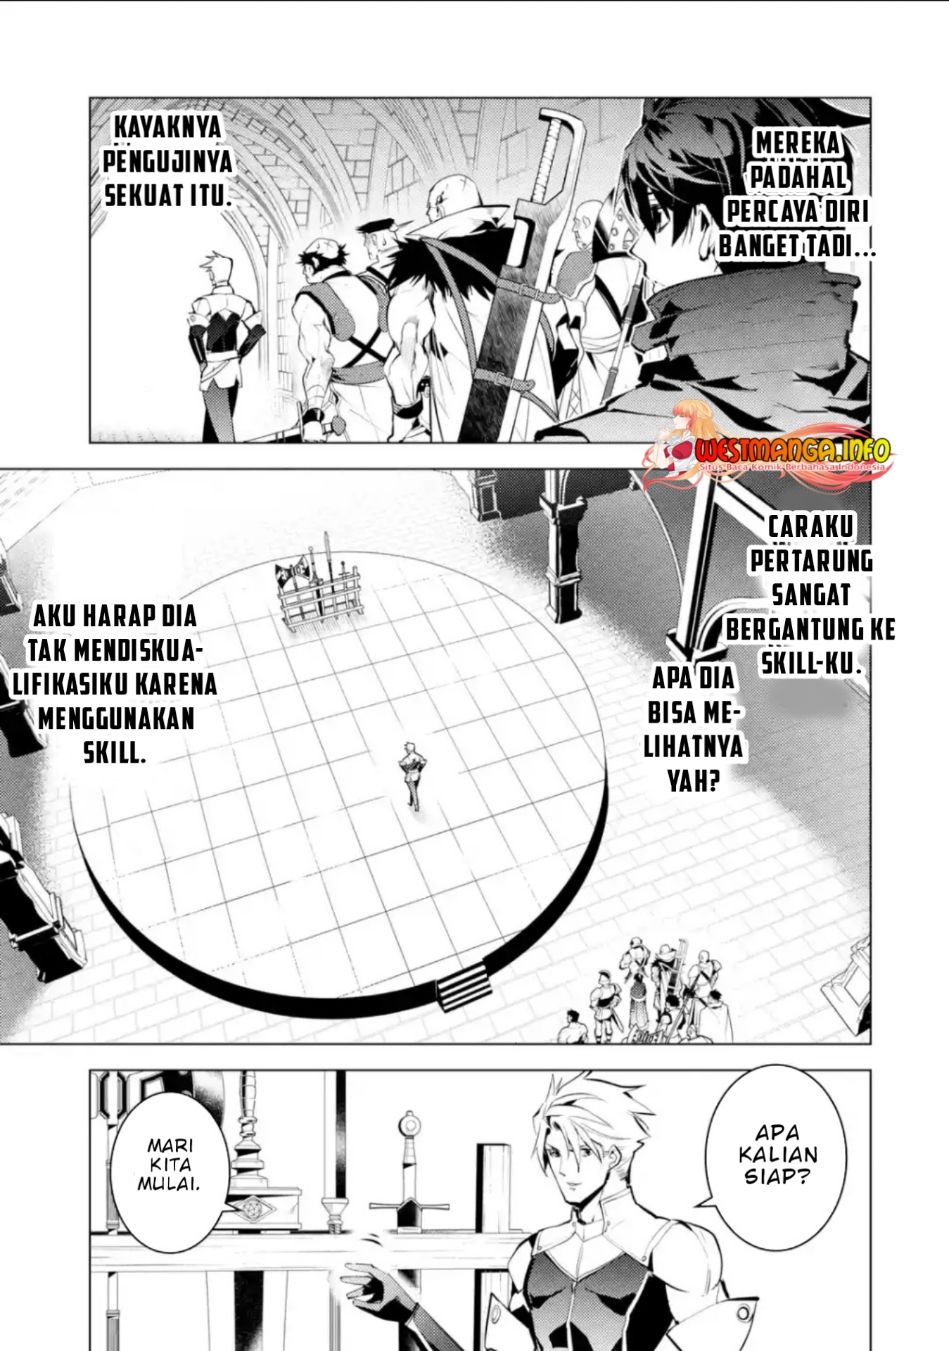 MEREKA
PADAHAL
PERCAYA DIRI
BANGET TADI...
KAYAKNYA
PENGUJINYA
SEKUAT ITU.
WESTMANGA.INFO
Situs Baca Komik Berbahasa Indonesia
CARAKU
PERTARUNG
SANGAT
BERGANTUNG KE
SKILL-KU.
APA DIA
BISA ME-
LIHATNYA
YAH?
AKU HARAP DIA
TAK MENDISKUA-
LIFIKASIKU KARENA
MENGGUNAKAN
SKILL.
APA
KALIAN
SIAP?
MARI
KITA
MULAI.